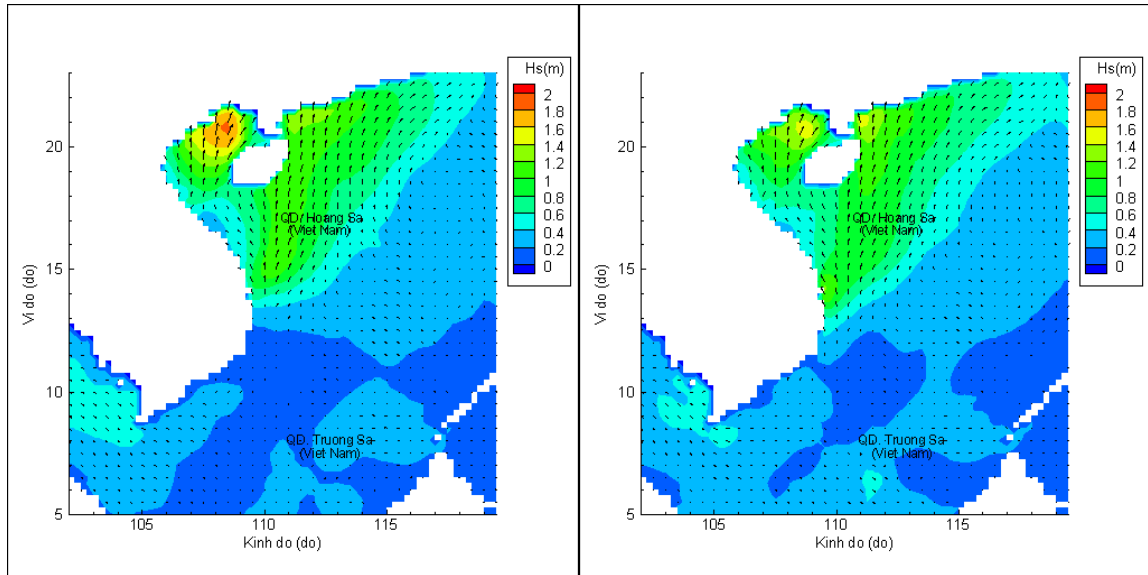 Hs(m)
2
1.8
1.6
1.4
1.2
1
0.8
0.6
0.4
0.2
0
20
15
10
5
Vi do (do)
QD. Hoang Sa
(Viet Nam)
QD. Truong Sa
(Viet Nam)
105
110
115
Kinh do (do)
Hs(m)
2
1.8
1.6
1.4
1.2
1
0.8
0.6
0.4
0.2
0
20
15
10
5
Vi do (do)
QD. Hoang Sa
(Viet Nam)
QD. Truong Sa
(Viet Nam)
105
110
115
Kinh do (do)